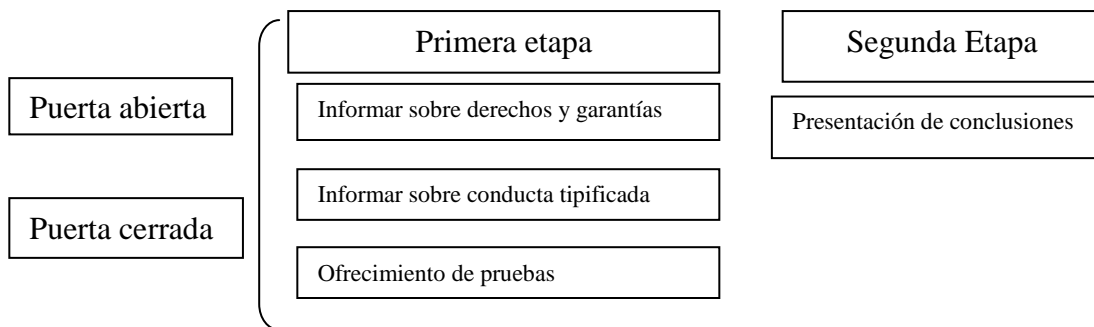 Primera etapa
Segunda Etapa
Puerta abierta
Informar sobre derechos y garantías
Presentación de conclusiones
Informar sobre conducta tipificada
Puerta cerrada
Ofrecimiento de pruebas